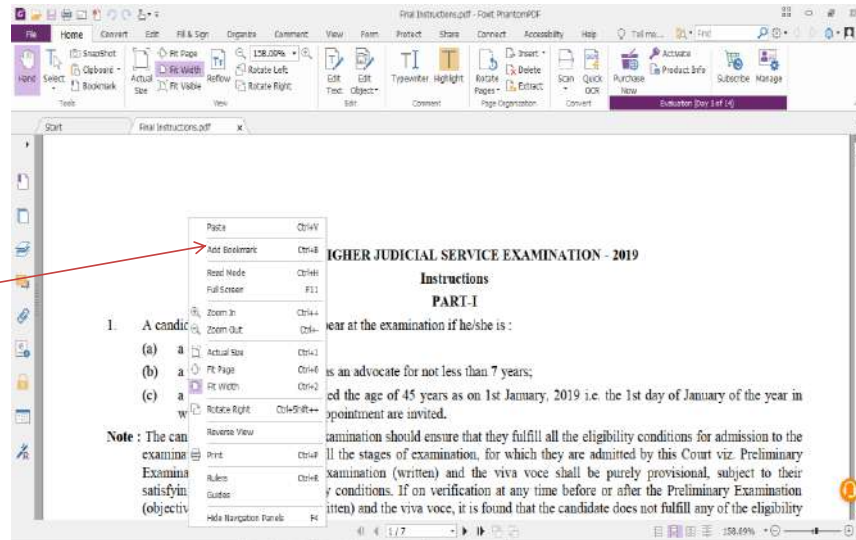 Final Instructions.pdf - Foxit PhantomPDF
File Home Convert Edit Fill & Sign Organize Comment View Form Protect Share Connect Accessibility Help Tell me... Find
Hand
Select
SnapShot
Clipboard
Bookmark
Tools
Actual Size
Fit Page
Fit Width
Fit Visible
Reflow
158.09%
Rotate Left
Rotate Right
View
Edit Text
Edit Object
Edit
Typewriter
Highlight
Comment
Rotate Pages
Insert
Delete
Extract
Page Organization
Scan
Quick OCR
Convert
Purchase Now
Activate
Product Info
Subscribe
Manage
Evaluation (Day 1 of 14)
Start
Final Instructions.pdf x
Paste Ctrl+V
Add Bookmark Ctrl+B
Read Mode Ctrl+H
Full Screen F11
Zoom In Ctrl++
Zoom Out Ctrl+-
Actual Size Ctrl+1
Fit Page Ctrl+0
Fit Width Ctrl+2
Rotate Right Ctrl+Shift++
Reverse View
Print Ctrl+P
Rulers Ctrl+R
Guides
Hide Navigation Panels F4
IGHER JUDICIAL SERVICE EXAMINATION - 2019
Instructions
PART-I
1. A candid ear at the examination if he/she is :
(a) a
(b) a as an advocate for not less than 7 years;
(c) a ed the age of 45 years as on 1st January, 2019 i.e. the 1st day of January of the year in
w ppointment are invited.
Note : The can xamination should ensure that they fulfill all the eligibility conditions for admission to the
examina ll the stages of examination, for which they are admitted by this Court viz. Preliminary
Examina xamination (written) and the viva voce shall be purely provisional, subject to their
satisfyin y conditions. If on verification at any time before or after the Preliminary Examination
(objectiv itten) and the viva voce, it is found that the candidate does not fulfill any of the eligibility
1/7
158.09%